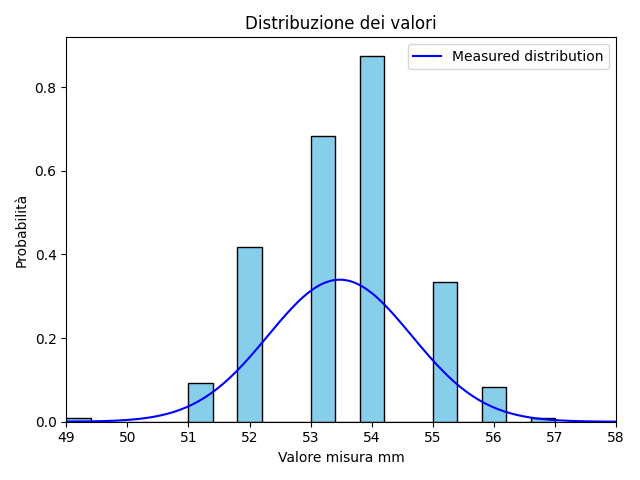 Distribuzione dei valori
Measured distribution
Probabilità
0.8
0.6
0.4
0.2
0.0
49 50 51 52 53 54 55 56 57 58
Valore misura mm